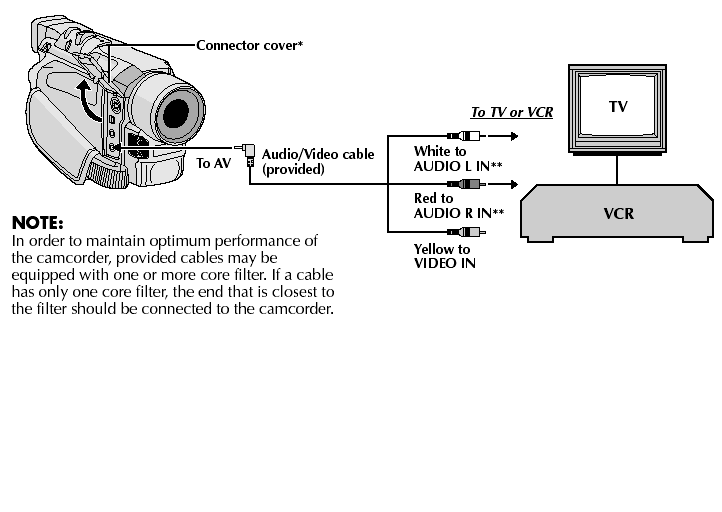 Connector cover*
To TV or VCR
TV
To AV
Audio/Video cable
(provided)
White to
AUDIO L IN**
Red to
AUDIO R IN**
VCR
Yellow to
VIDEO IN
NOTE:
In order to maintain optimum performance of
the camcorder, provided cables may be
equipped with one or more core filter. If a cable
has only one core filter, the end that is closest to
the filter should be connected to the camcorder.